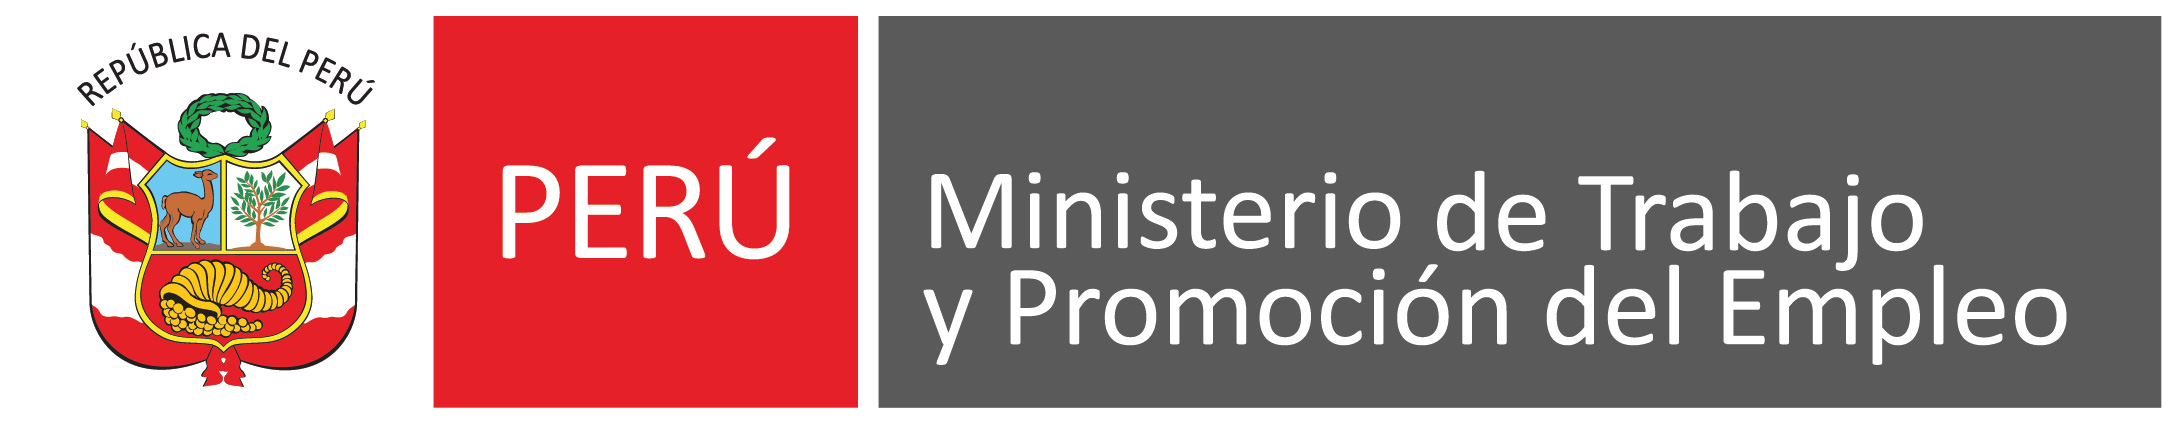 REPÚBLICA DEL PERÚ
PERÚ
Ministerio de Trabajo
y Promoción del Empleo